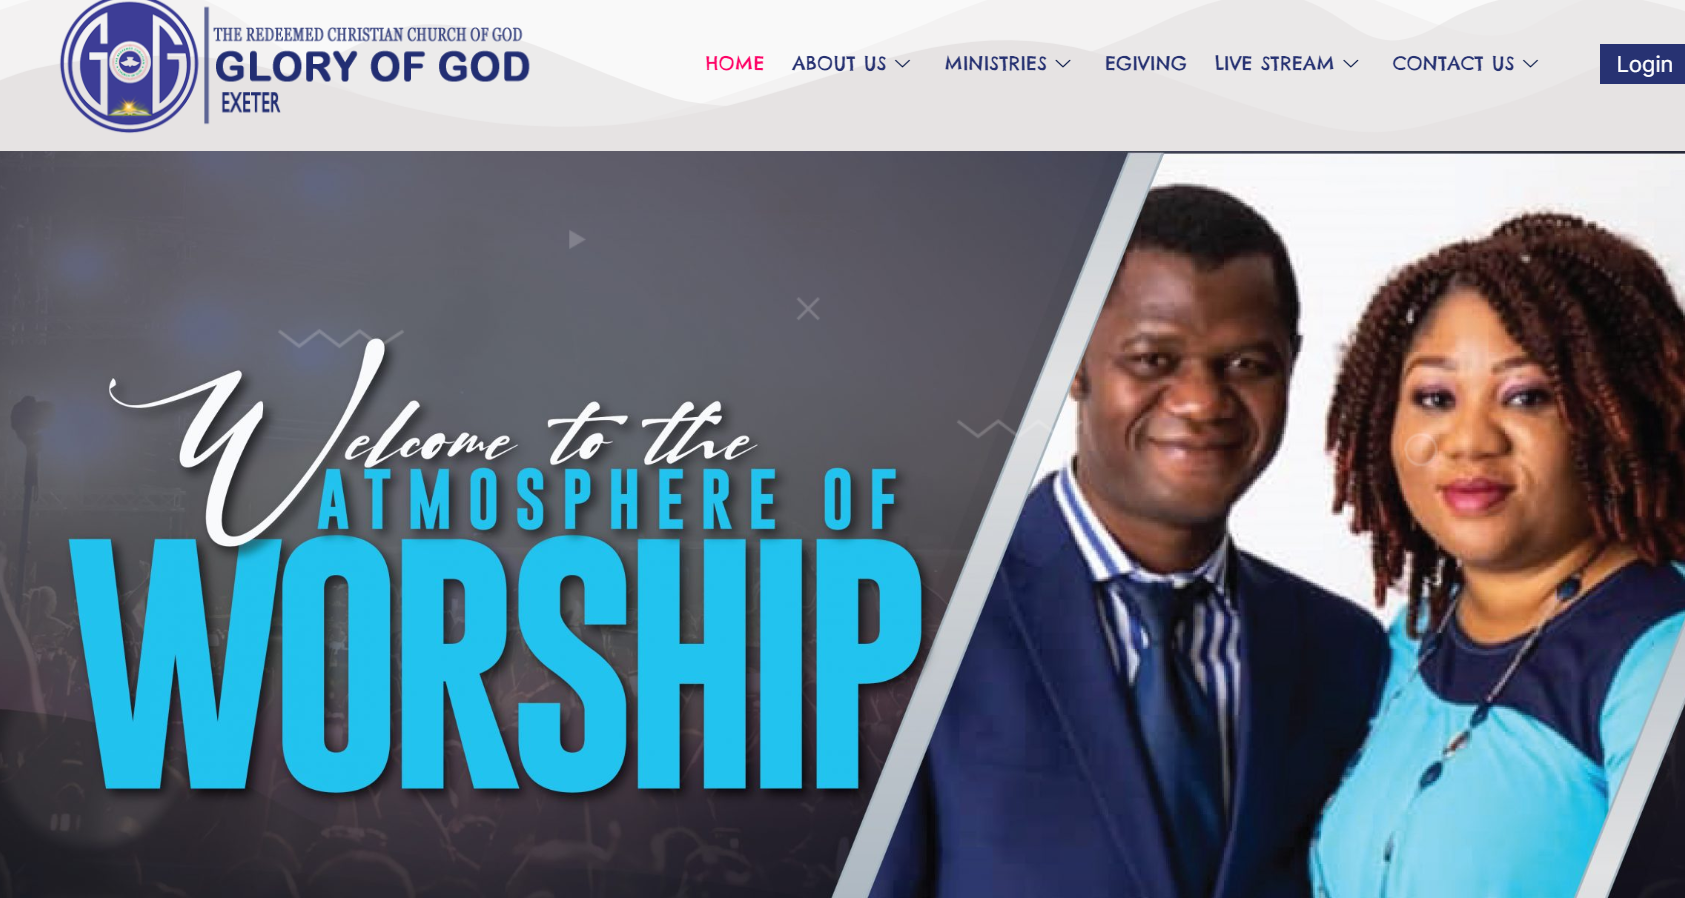 THE REDEEMED CHRISTIAN CHURCH OF GOD
GLORY OF GOD
EXETER
HOME ABOUT US MINISTRIES EGIVING LIVE STREAM CONTACT US Login
Welcome to the
ATMOSPHERE OF
WORSHIP